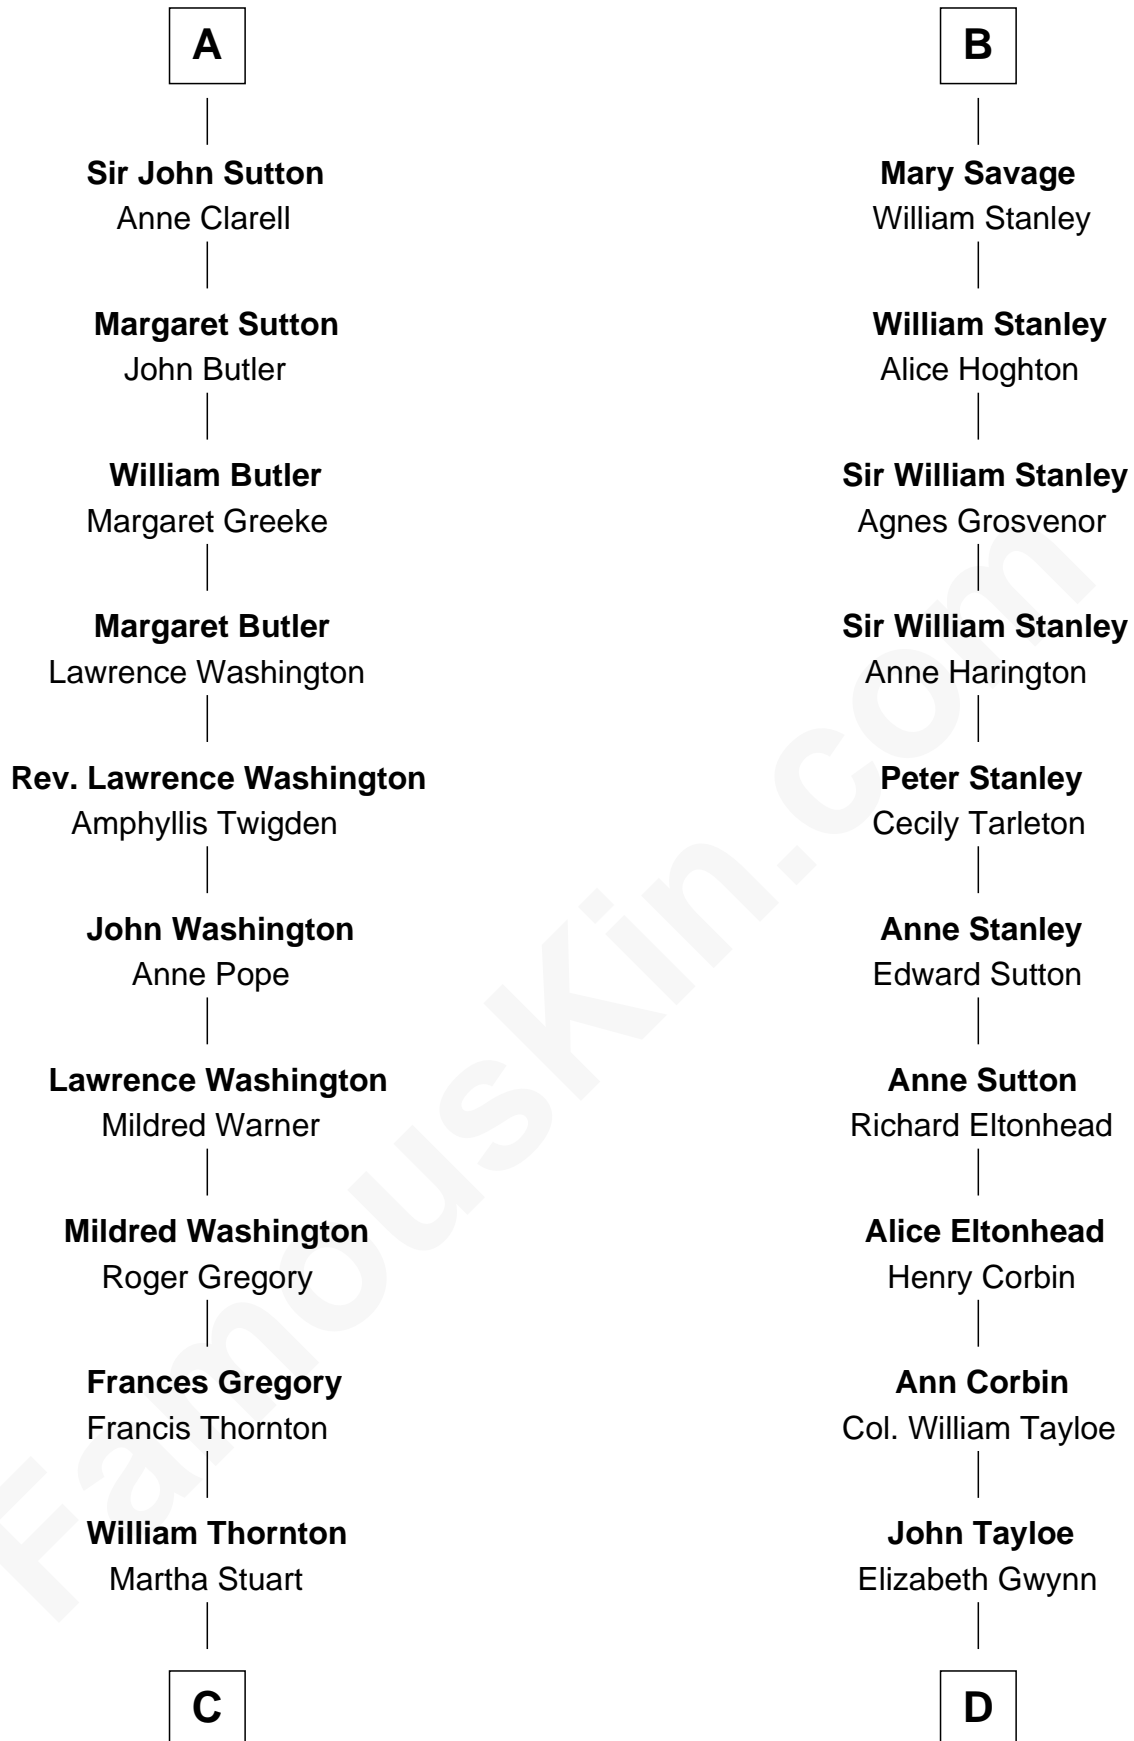 A
Sir John Sutton
Anne Clarell
Margaret Sutton
John Butler
William Butler
Margaret Greeke
Margaret Butler
Lawrence Washington
Rev. Lawrence Washington
Amphyllis Twigden
John Washington
Anne Pope
Lawrence Washington
Mildred Warner
Mildred Washington
Roger Gregory
Frances Gregory
Francis Thornton
William Thornton
Martha Stuart
C
B
Mary Savage
William Stanley
William Stanley
Alice Hoghton
Sir William Stanley
Agnes Grosvenor
Sir William Stanley
Anne Harington
Peter Stanley
Cecily Tarleton
Anne Stanley
Edward Sutton
Anne Sutton
Richard Eltonhead
Alice Eltonhead
Henry Corbin
Ann Corbin
Col. William Tayloe
John Tayloe
Elizabeth Gwynn
D
FamousKin.com